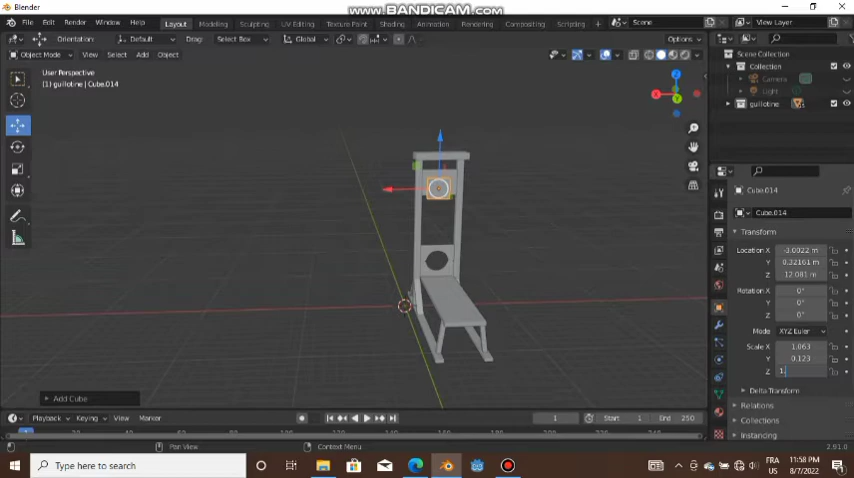 Blender
www.BANDICAM.com
File Edit Render Window Help Layout Modeling Sculpting UV Editing Texture Paint Shading Animation Rendering Compositing Scripting + Scene View Layer
Orientation: Default Drag: Select Box Global Options
Object Mode View Select Add Object
User Perspective
(1) guillotine | Cube.014
Scene Collection
Collection
Camera
Light
guillotine
Cube.014
Cube.014
Transform
Location X -3.0022 m
Y 0.32161 m
Z 12.081 m
Rotation X 0°
Y 0°
Z 0°
Mode XYZ Euler
Scale X 1.063
Y 0.123
Z 1.
Delta Transform
Relations
Collections
Instancing
Add Cube
Playback Keying View Marker 1 Start 1 End 250
Pan View Context Menu 2.91.0
Type here to search
FRA 11:58 PM
(FR) 8/7/2022